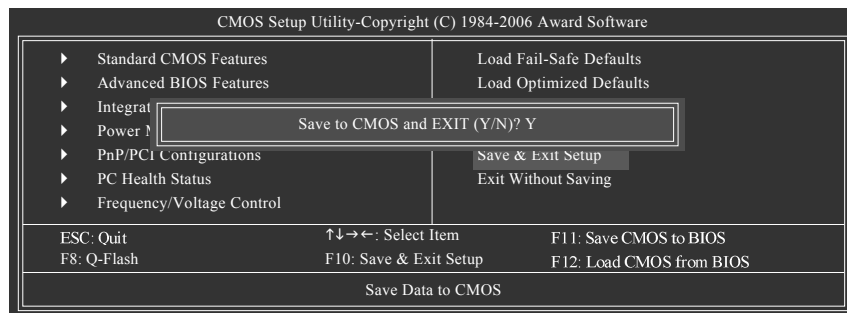 CMOS Setup Utility-Copyright (C) 1984-2006 Award Software
Standard CMOS Features
Load Fail-Safe Defaults
Advanced BIOS Features
Load Optimized Defaults
Save to CMOS and EXIT (Y/N)? Y
PnP/PCI Configurations
Save & Exit Setup
PC Health Status
Exit Without Saving
Frequency/Voltage Control
ESC: Quit
↑↓→←: Select Item
F11: Save CMOS to BIOS
F8: Q-Flash
F10: Save & Exit Setup
F12: Load CMOS from BIOS
Save Data to CMOS